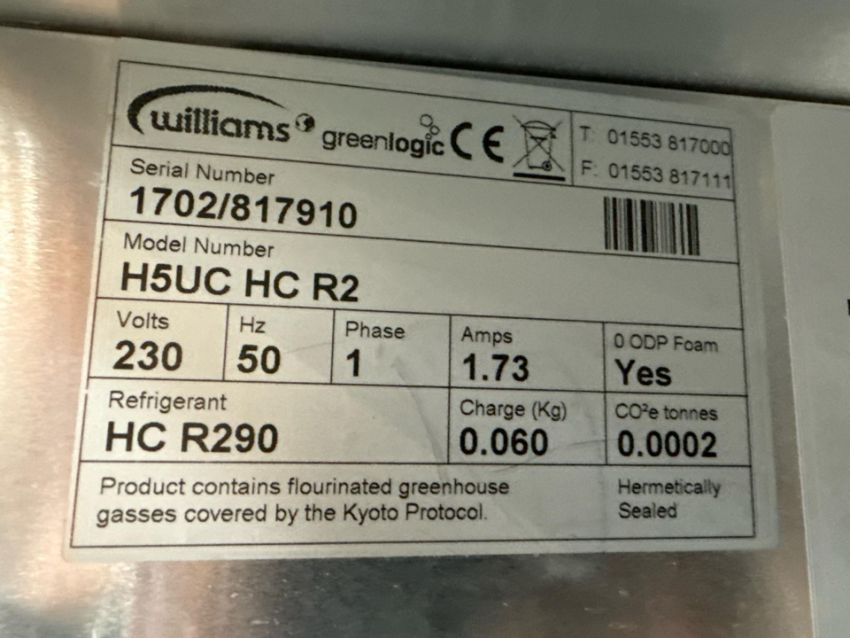 williams greenlogic CE T: 01553 817000
F: 01553 817111
Serial Number
1702/817910
Model Number
H5UC HC R2
Volts Hz Phase Amps 0 ODP Foam
230 50 1 1.73 Yes
Refrigerant Charge (Kg) CO²e tonnes
HC R290 0.060 0.0002
Product contains flourinated greenhouse Hermetically
gasses covered by the Kyoto Protocol. Sealed